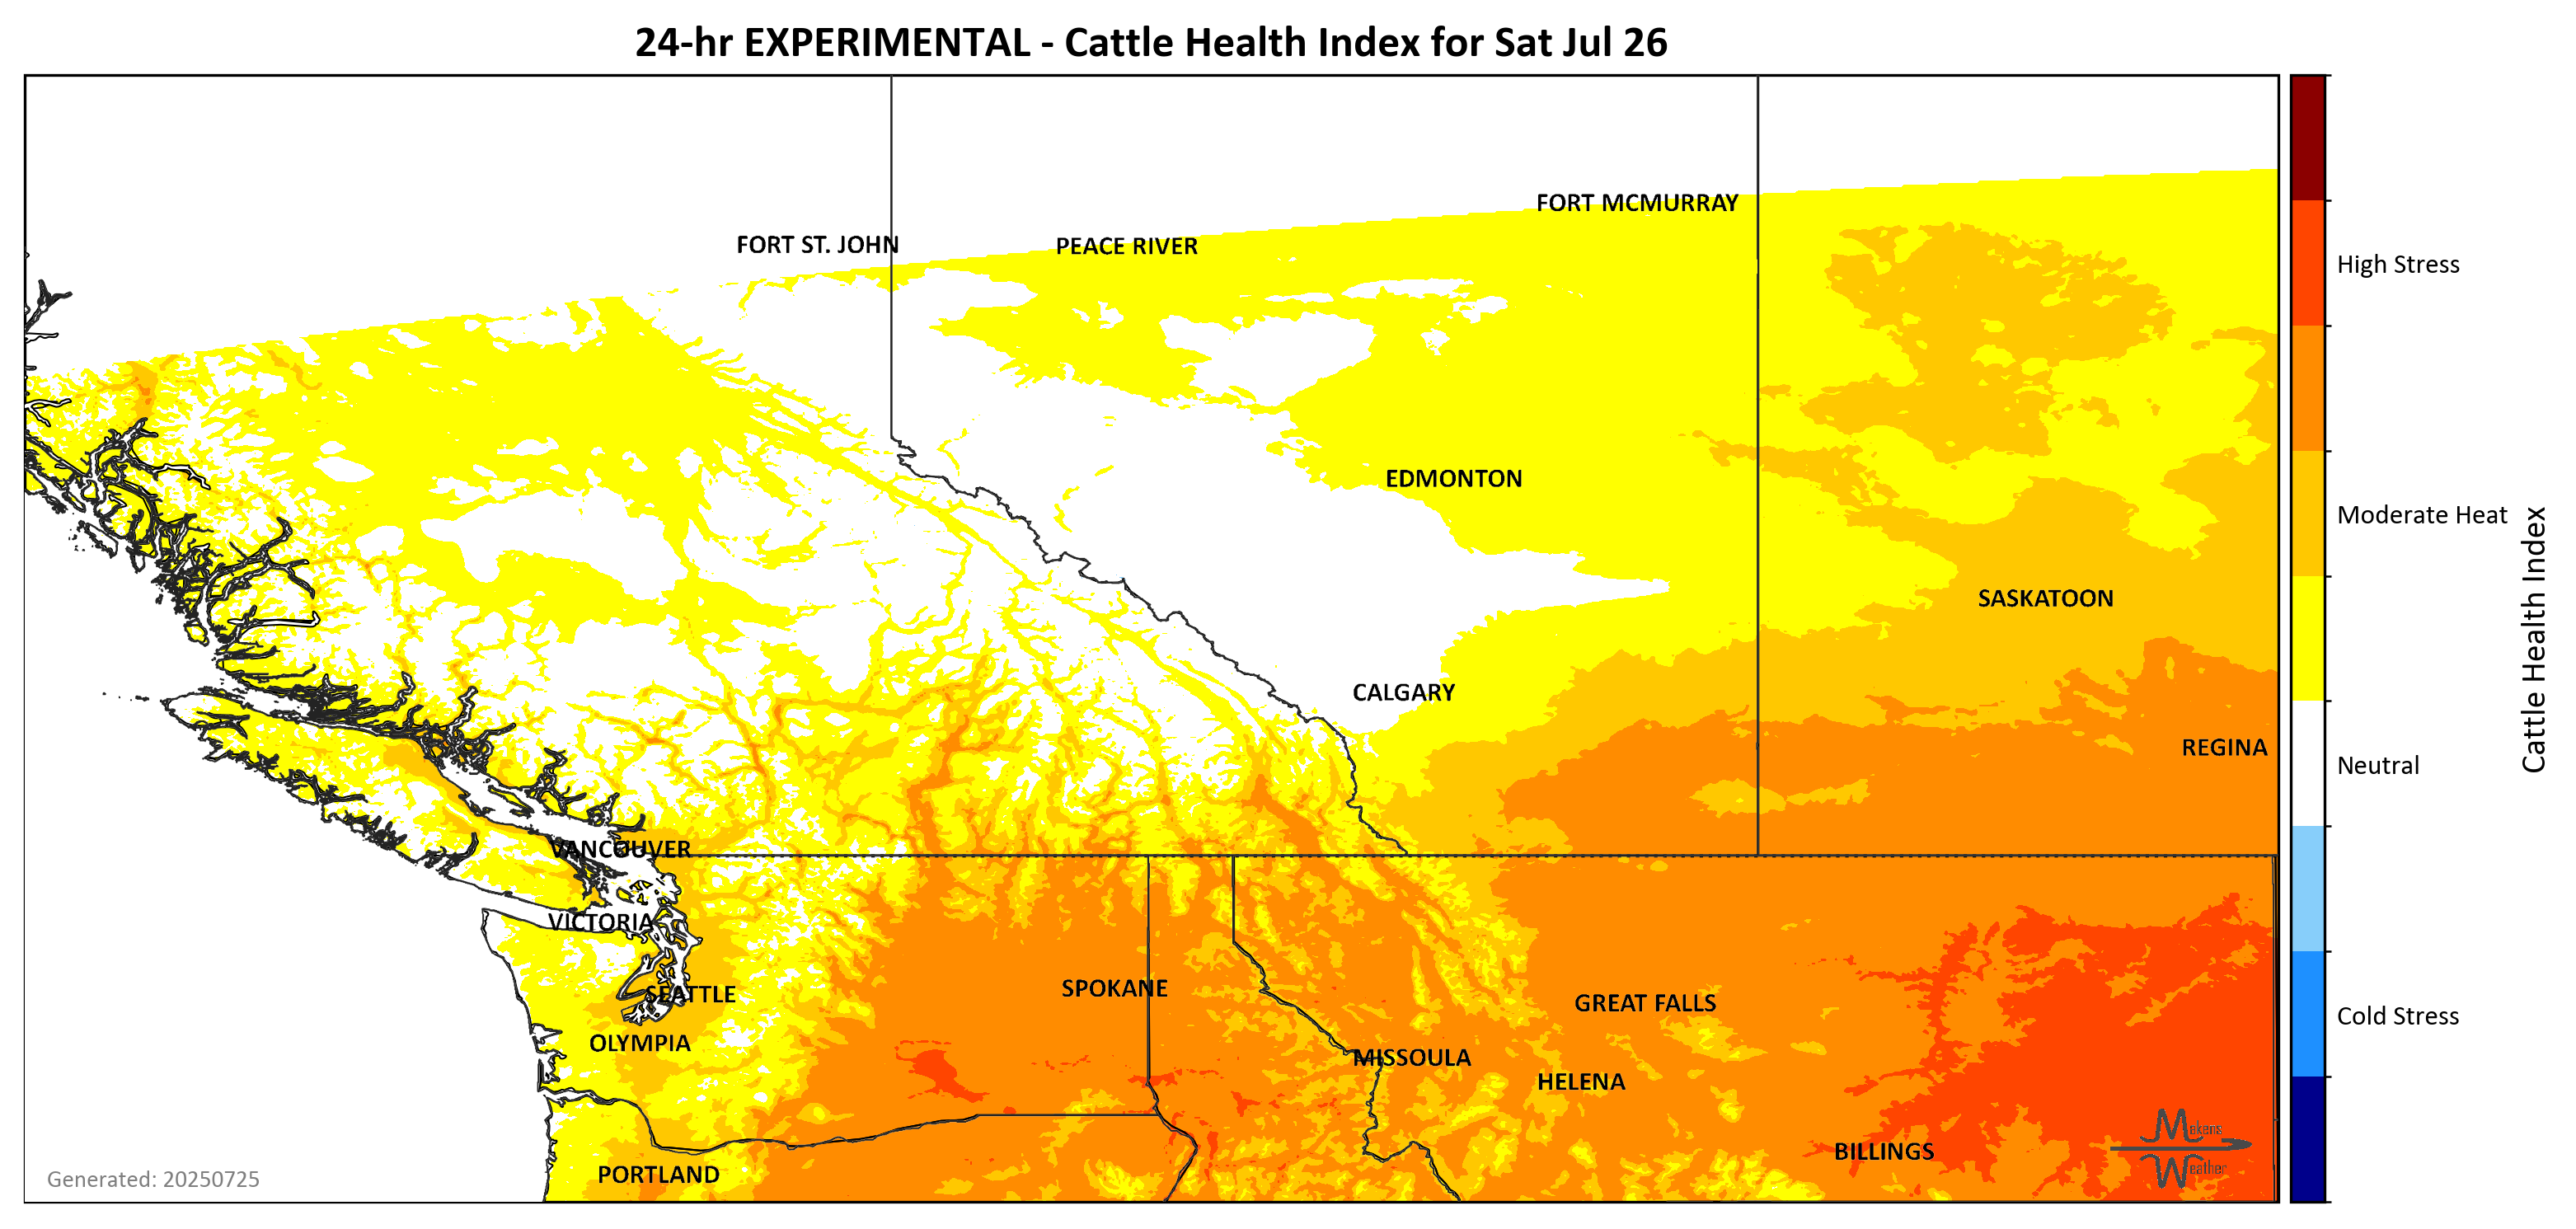 24-hr EXPERIMENTAL - Cattle Health Index for Sat Jul 26
FORT MCMURRAY
FORT ST. JOHN
PEACE RIVER
High Stress
EDMONTON
Moderate Heat
SASKATOON
CALGARY
Cattle Health Index
REGINA
Neutral
VANCOUVER
VICTORIA
SPOKANE
SEATTLE
GREAT FALLS
Cold Stress
OLYMPIA
MISSOULA
HELENA
Makens
BILLINGS
Weather
PORTLAND
Generated: 20250725